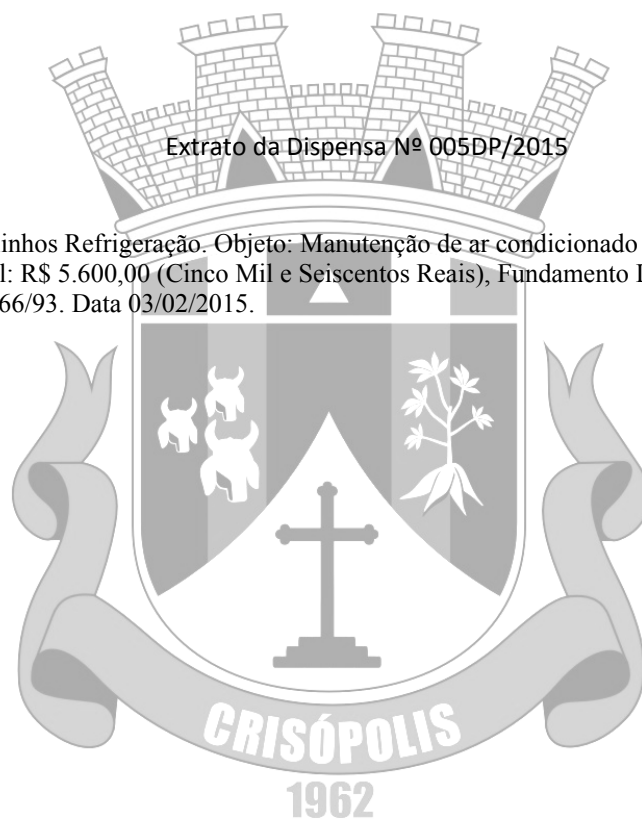 Extrato da Dispensa Nº 005DP/2015
inhos Refrigeração. Objeto: Manutenção de ar condicionado
l: R$ 5.600,00 (Cinco Mil e Seiscentos Reais), Fundamento
66/93. Data 03/02/2015.
CRISÓPOLIS
1962